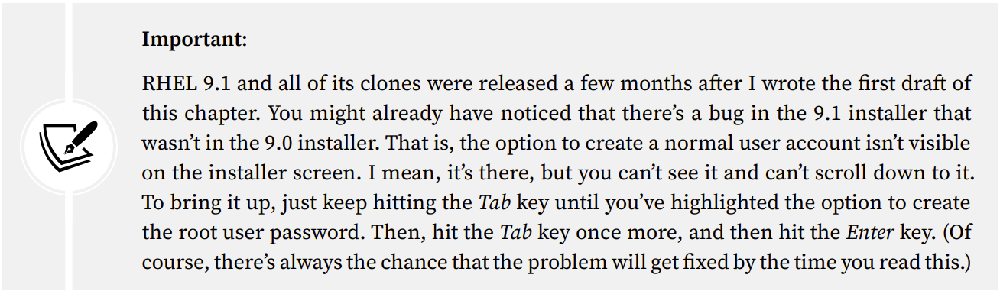 Important:
RHEL 9.1 and all of its clones were released a few months after I wrote the first draft of
this chapter. You might already have noticed that there’s a bug in the 9.1 installer that
wasn’t in the 9.0 installer. That is, the option to create a normal user account isn’t visible
on the installer screen. I mean, it’s there, but you can’t see it and can’t scroll down to it.
To bring it up, just keep hitting the Tab key until you’ve highlighted the option to create
the root user password. Then, hit the Tab key once more, and then hit the Enter key. (Of
course, there’s always the chance that the problem will get fixed by the time you read this.)